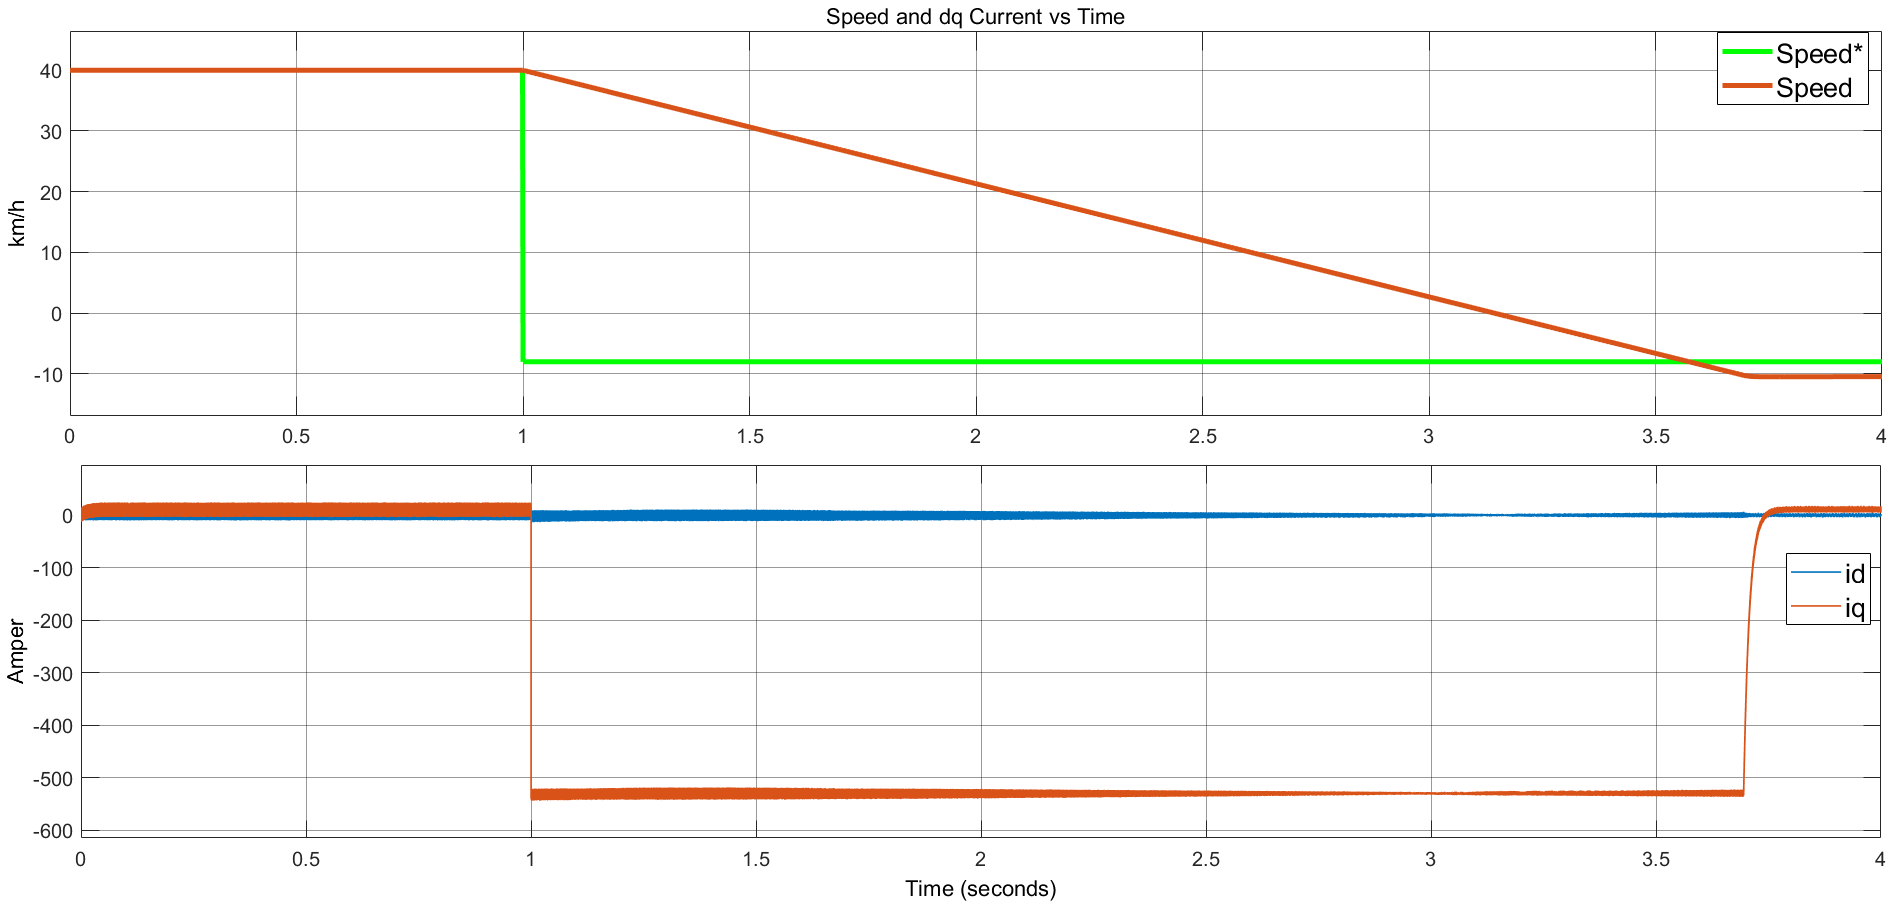 Speed and dq Current vs Time
Speed*
Speed
km/h
40
30
20
10
0
-10
0 0.5 1 1.5 2 2.5 3 3.5 4
id
iq
Amper
0
-100
-200
-300
-400
-500
-600
0 0.5 1 1.5 2 2.5 3 3.5 4
Time (seconds)